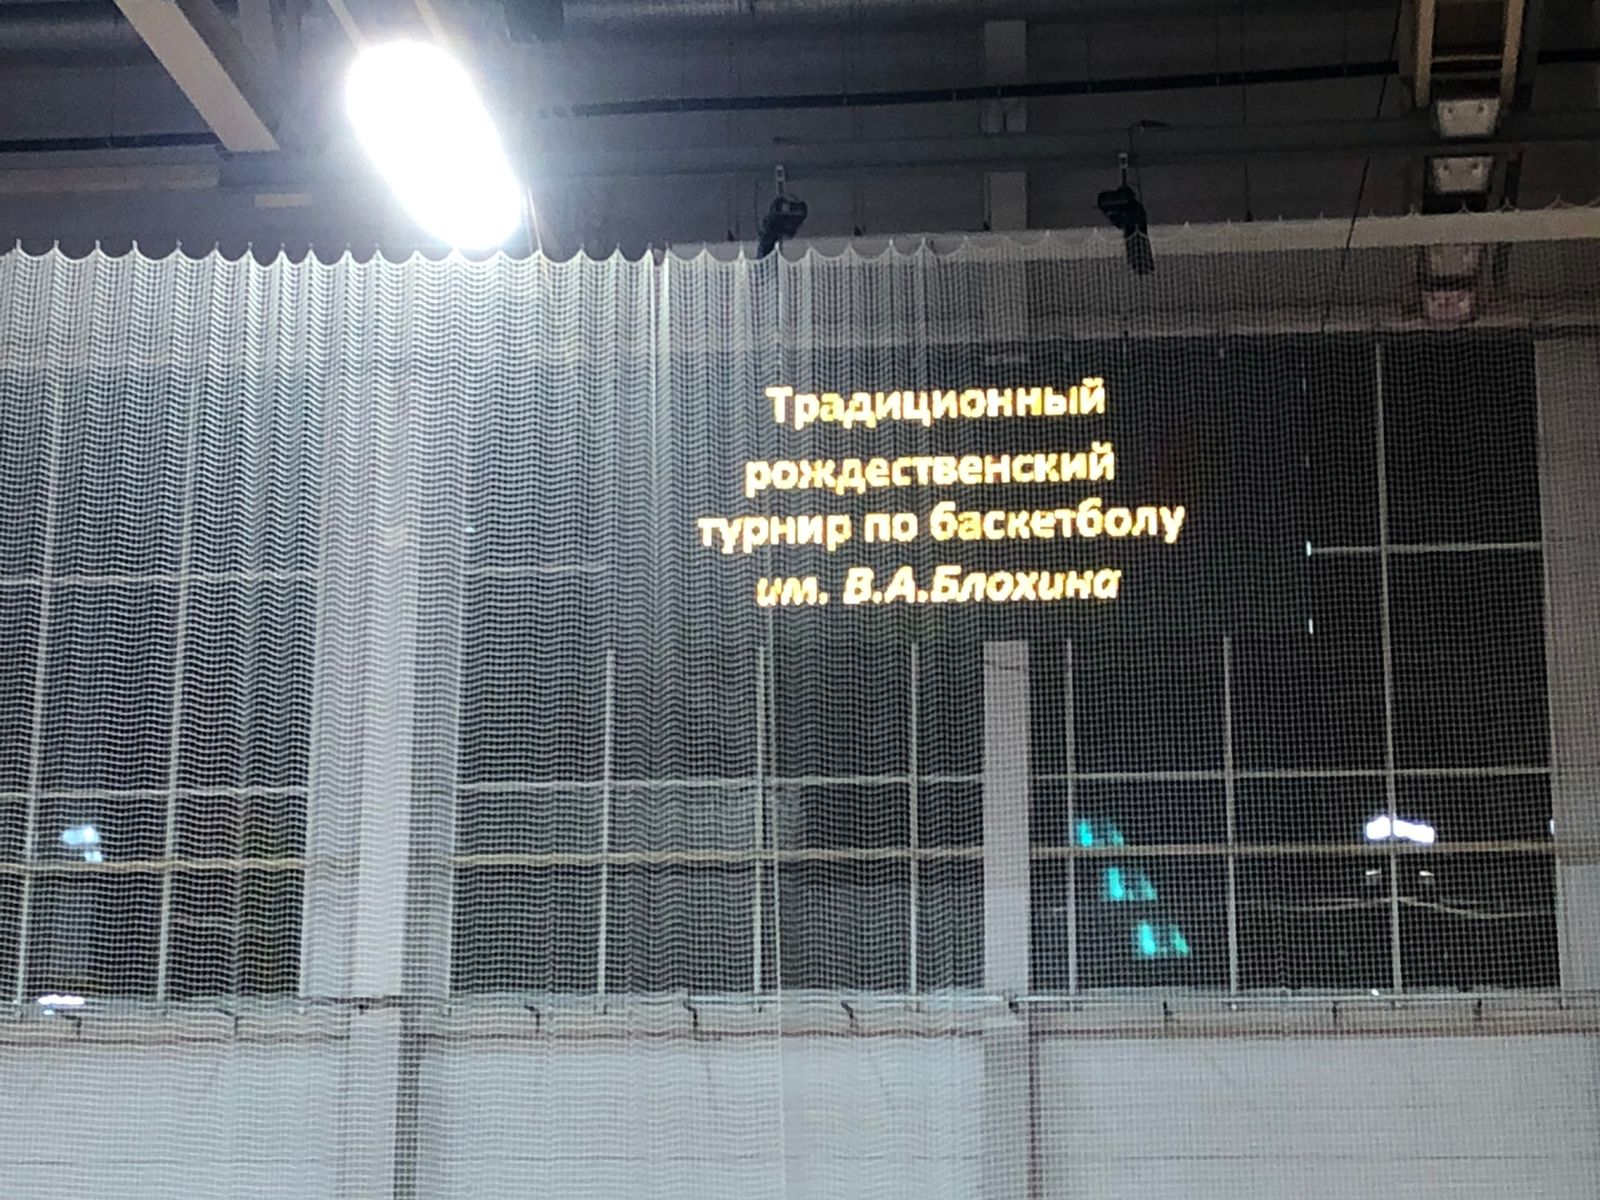 Традиционный
рождественский
турнир по баскетболу
им. В.А.Блохина